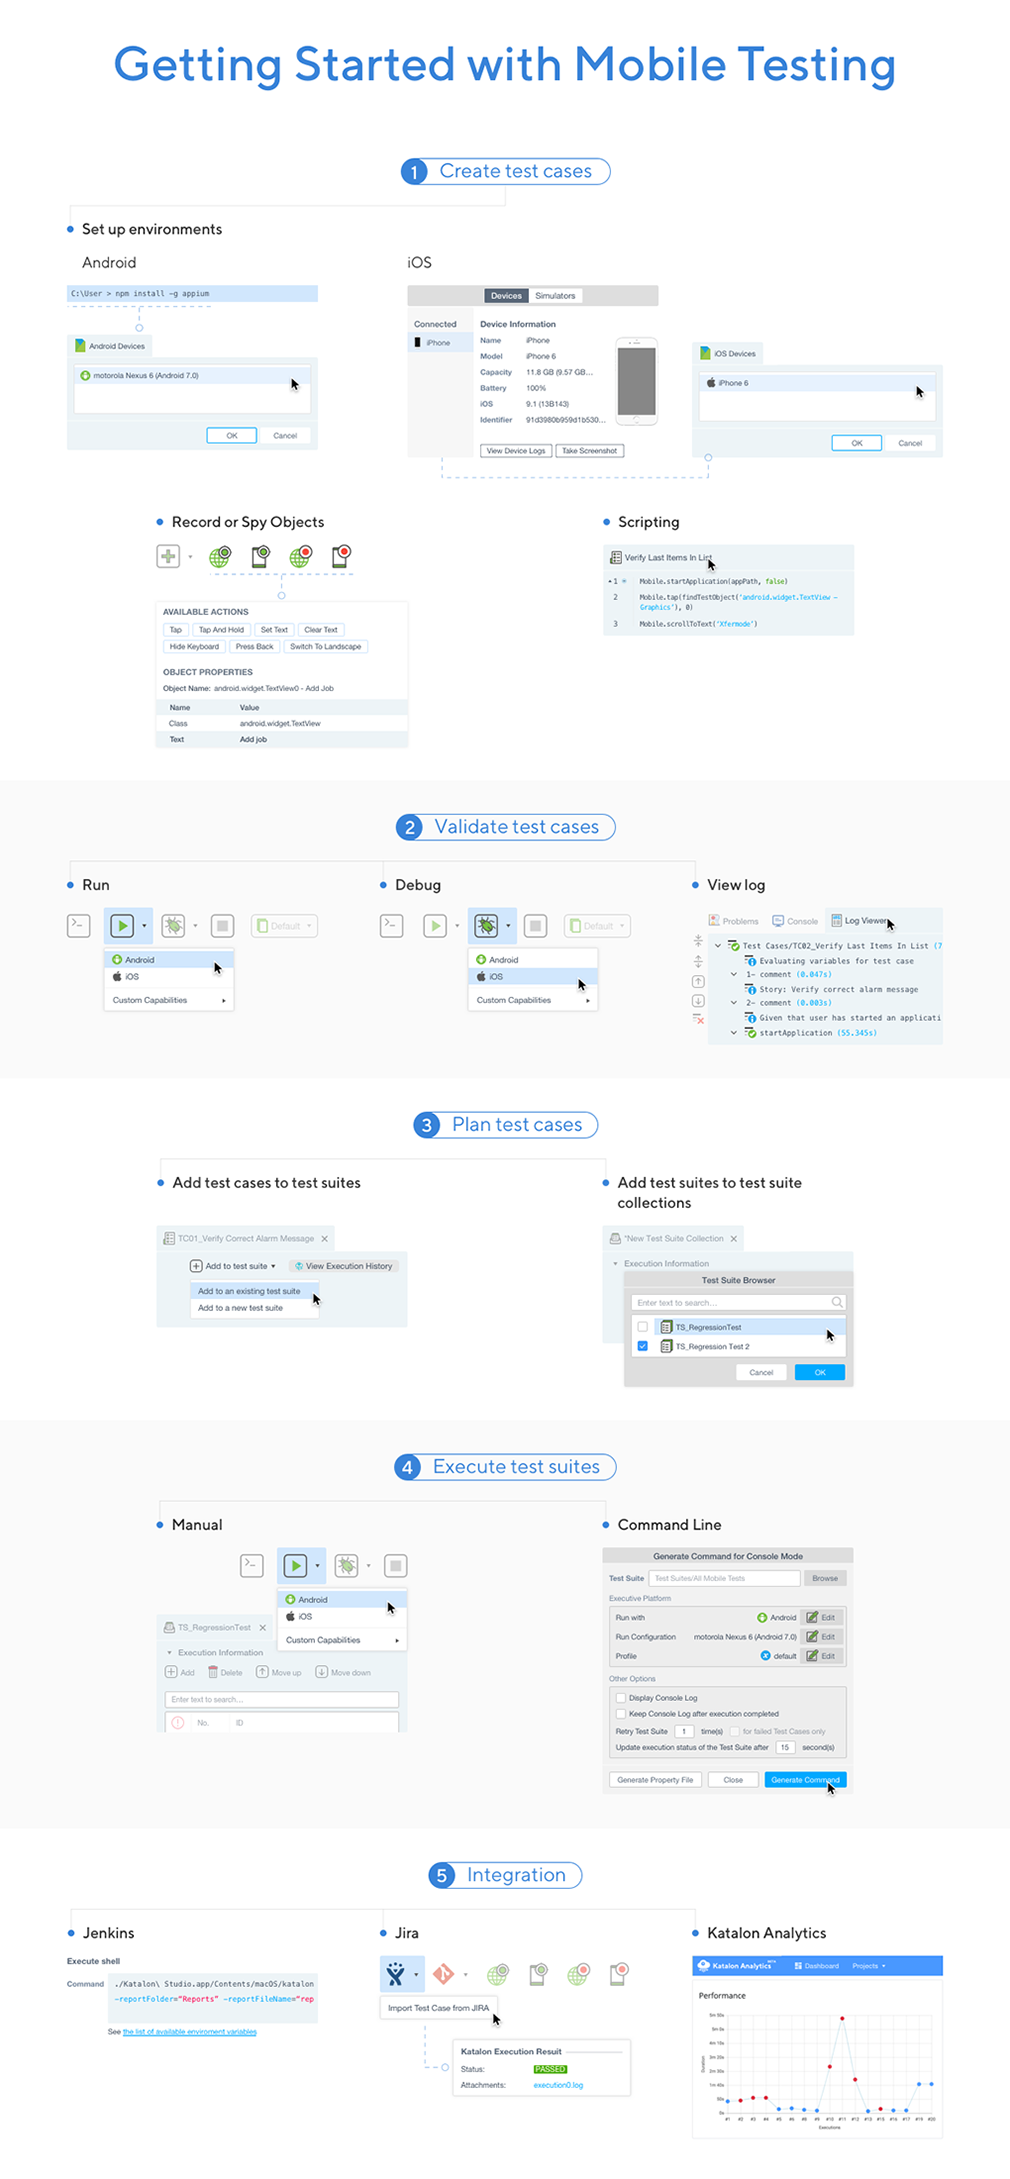 Getting Started with Mobile Testing
1 Create test cases
Set up environments
Android
C:\User > npm install -g appium
Android Devices
motorola Nexus 6 (Android 7.0)
OK Cancel
iOS
Devices Simulators
Connected
iPhone
Device Information
Name iPhone
Model iPhone 6
Capacity 11.8 GB (9.57 GB...
Battery 100%
iOS 9.1 (13B143)
Identifier 91d3980b959d1b530...
View Device Logs Take Screenshot
iOS Devices
iPhone 6
OK Cancel
Record or Spy Objects
AVAILABLE ACTIONS
Tap Tap And Hold Set Text Clear Text
Hide Keyboard Press Back Switch To Landscape
OBJECT PROPERTIES
Object Name: android.widget.TextView0 - Add Job
Name Value
Class android.widget.TextView
Text Add job
Scripting
Verify Last Items In List
1 Mobile.startApplication(appPath, false)
2 Mobile.tap(findTestObject('android.widget.TextView -
Graphics'), 0)
3 Mobile.scrollToText('Xfermode')
2 Validate test cases
Run
Default
Android
iOS
Custom Capabilities
Debug
Default
Android
iOS
Custom Capabilities
View log
Problems Console Log Viewer
Test Cases/TC02_Verify Last Items In List (7
Evaluating variables for test case
1- comment (0.047s)
Story: Verify correct alarm message
2- comment (0.003s)
Given that user has started an applicati
startApplication (55.345s)
3 Plan test cases
Add test cases to test suites
TC01_Verify Correct Alarm Message
Add to test suite View Execution History
Add to an existing test suite
Add to a new test suite
Add test suites to test suite
collections
*New Test Suite Collection
Execution Information
Test Suite Browser
Enter text to search...
TS_RegressionTest
TS_Regression Test 2
Cancel OK
4 Execute test suites
Manual
Android
iOS
Custom Capabilities
TS_RegressionTest
Execution Information
Add Delete Move up Move down
Enter text to search...
No. ID
Command Line
Generate Command for Console Mode
Test Suite Test Suites/All Mobile Tests Browse
Executive Platform
Run with Android Edit
Run Configuration motorola Nexus 6 (Android 7.0) Edit
Profile default Edit
Other Options
Display Console Log
Keep Console Log after execution completed
Retry Test Suite 1 time(s) for failed Test Cases only
Update execution status of the Test Suite after 15 second(s)
Generate Property File Close Generate Command
5 Integration
Jenkins
Execute shell
Command ./Katalon\ Studio.app/Contents/macOS/katalon
-reportFolder="Reports" -reportFileName="rep
See the list of available enviroment variables
Jira
Import Test Case from JIRA
Katalon Execution Result
Status: PASSED
Attachments: execution0.log
Katalon Analytics
Katalon Analytics BETA Dashboard Projects
Performance
Duration
#1 #2 #3 #4 #5 #6 #8 #9 #10 #11 #12 #13 #15 #16 #17 #19 #20
Executions